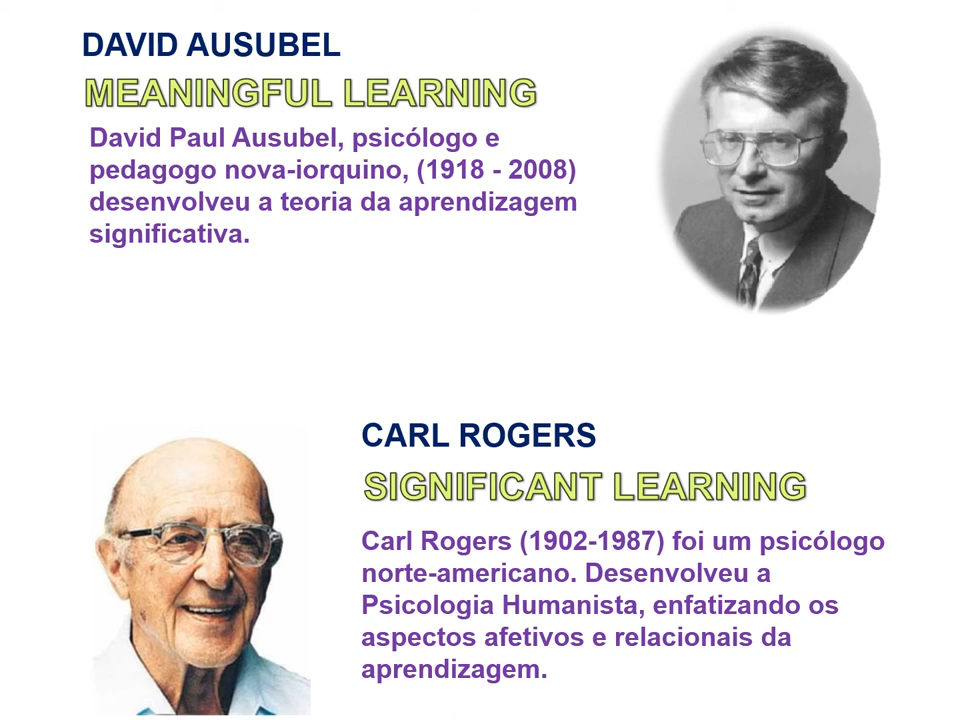 DAVID AUSUBEL
MEANINGFUL LEARNING
David Paul Ausubel, psicólogo e
pedagogo nova-iorquino, (1918 - 2008)
desenvolveu a teoria da aprendizagem
significativa.
CARL ROGERS
SIGNIFICANT LEARNING
Carl Rogers (1902-1987) foi um psicólogo
norte-americano. Desenvolveu a
Psicologia Humanista, enfatizando os
aspectos afetivos e relacionais da
aprendizagem.